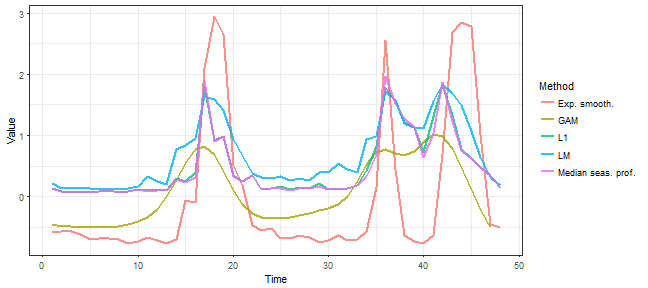 3
2
1
0
Value
0
10
20
30
40
50
Time
Method
Exp. smooth.
GAM
L1
LM
Median seas. prof.